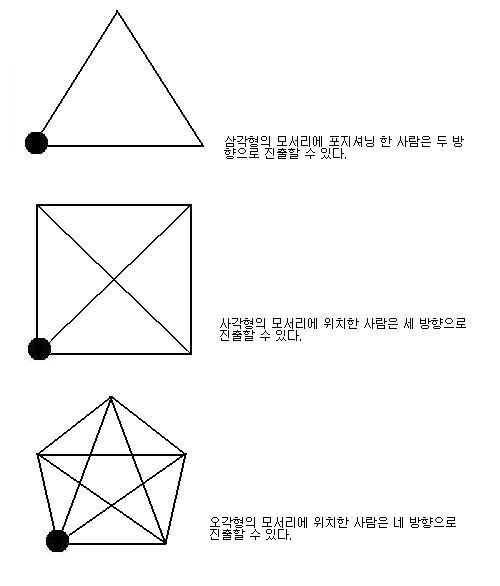 삼각형의 모서리에 포지셔닝 한 사람은 두 방
향으로 진출할 수 있다.
사각형의 모서리에 위치한 사람은 세 방향으로
진출할 수 있다.
오각형의 모서리에 위치한 사람은 네 방향으로
진출할 수 있다.